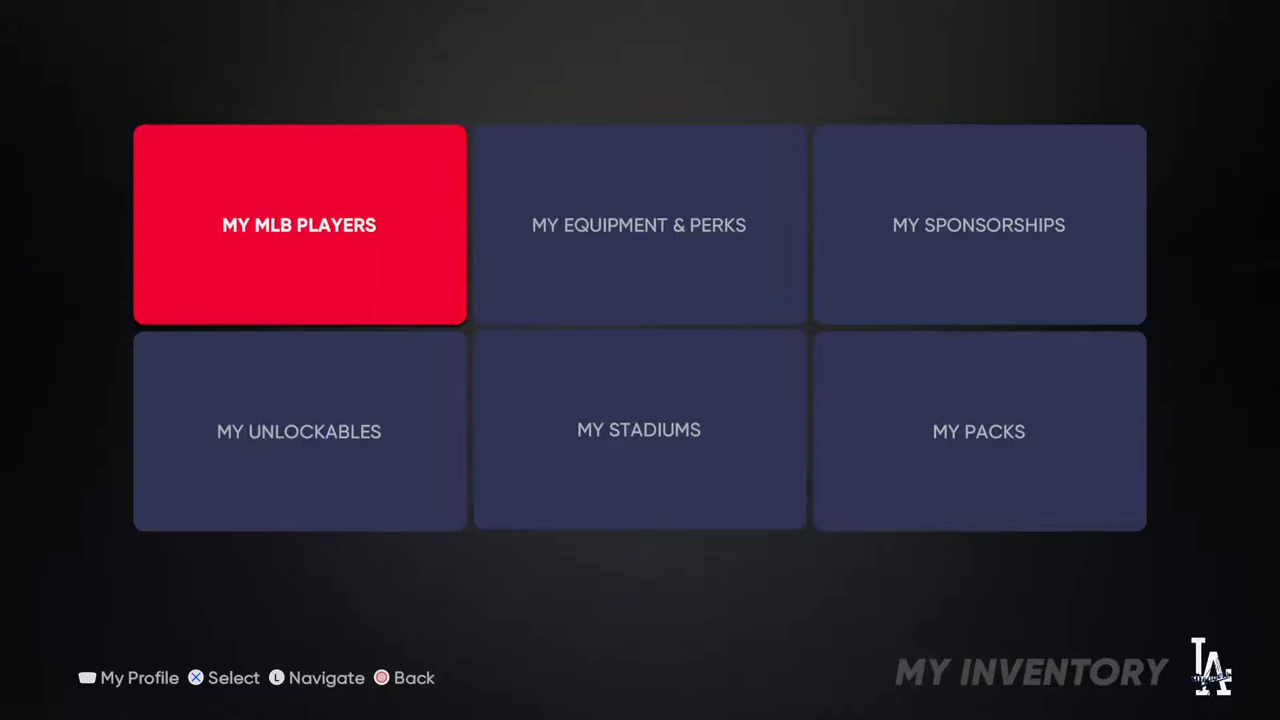 MY MLB PLAYERS
MY EQUIPMENT & PERKS
MY SPONSORSHIPS
MY UNLOCKABLES
MY STADIUMS
MY PACKS
My Profile Select L Navigate Back
MY INVENTORY
LA